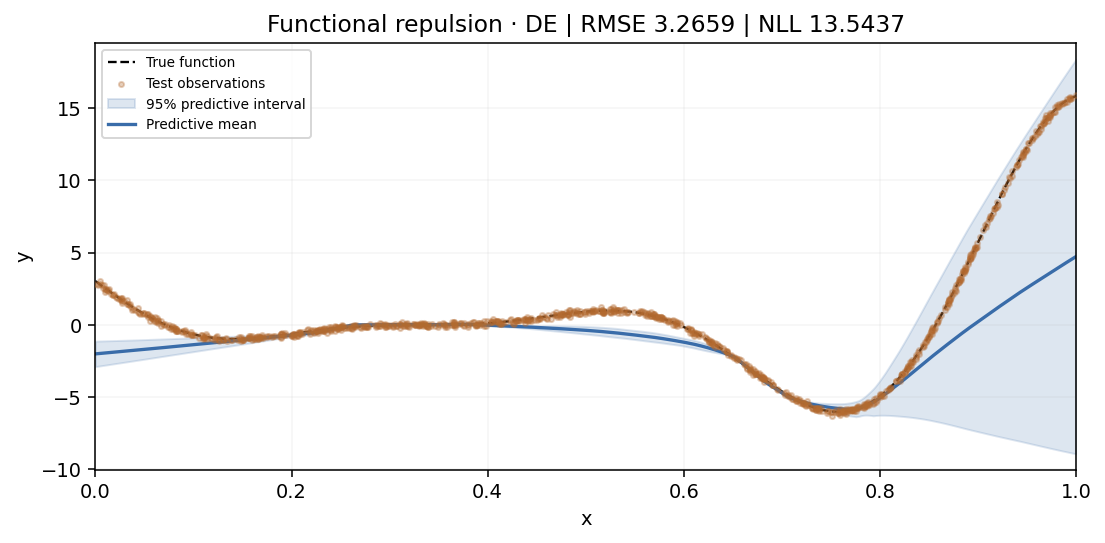 Functional repulsion · DE | RMSE 3.2659 | NLL 13.5437
True function
Test observations
95% predictive interval
Predictive mean
y
15
10
5
0
−5
−10
0.0 0.2 0.4 0.6 0.8 1.0
x